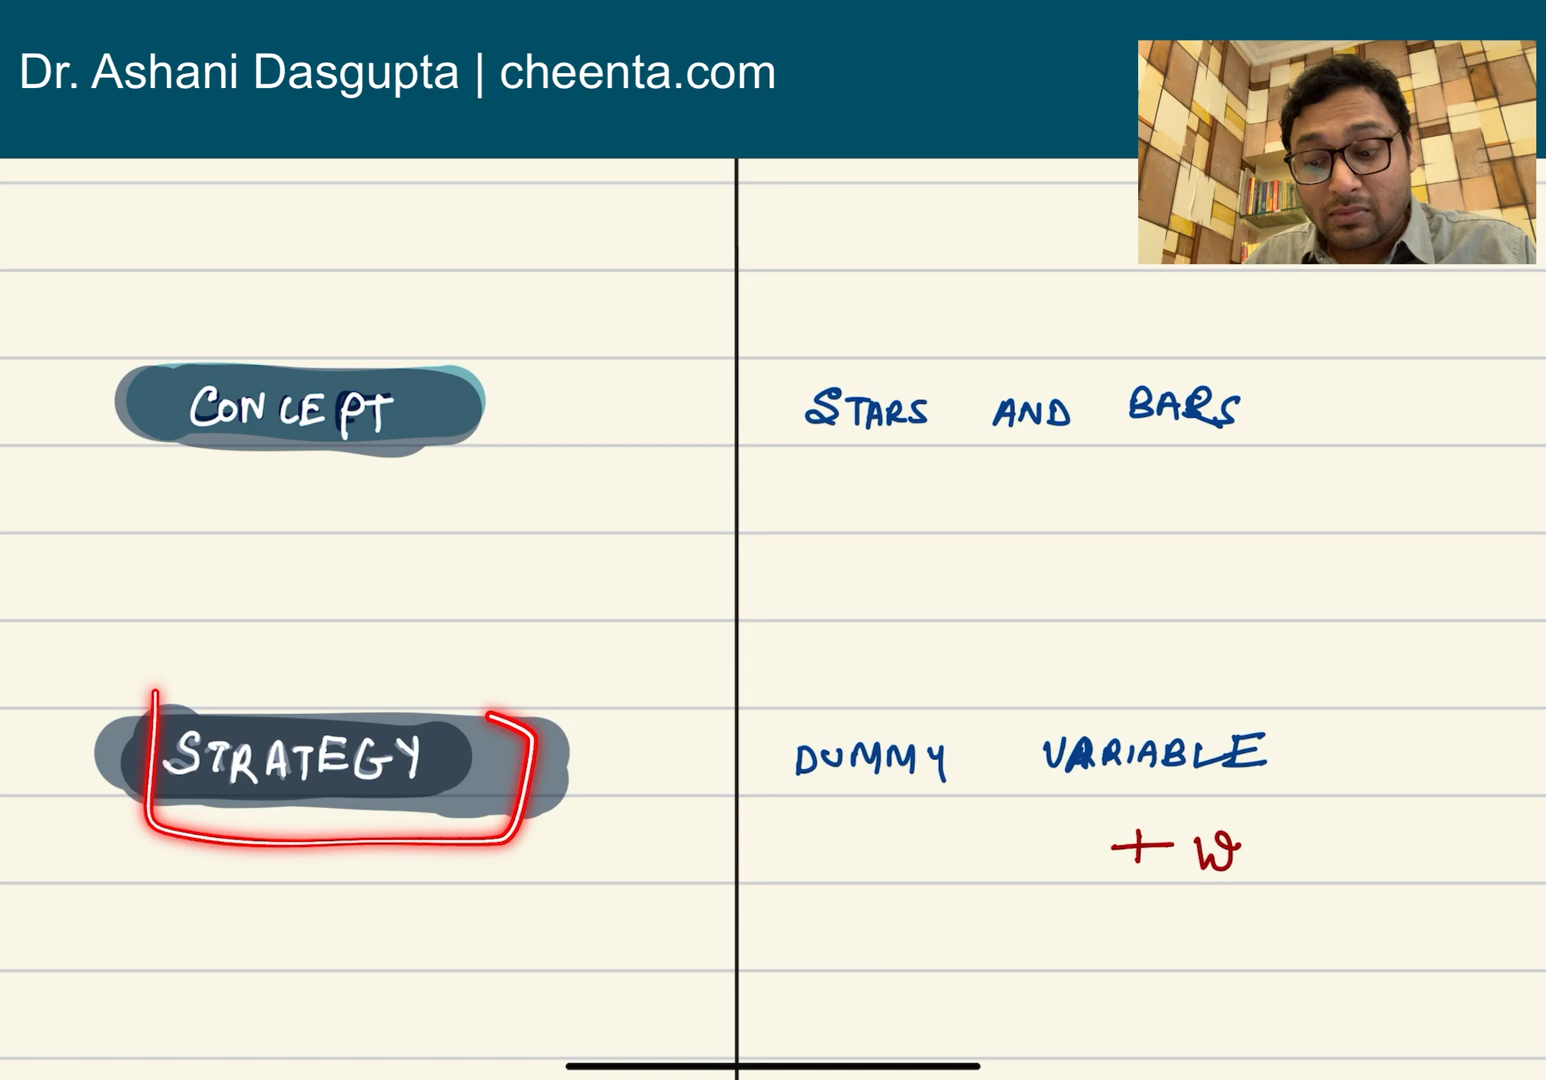 Dr. Ashani Dasgupta | cheenta.com
CONCEPT
STARS AND BARS
STRATEGY
DUMMY VARIABLE
+ w